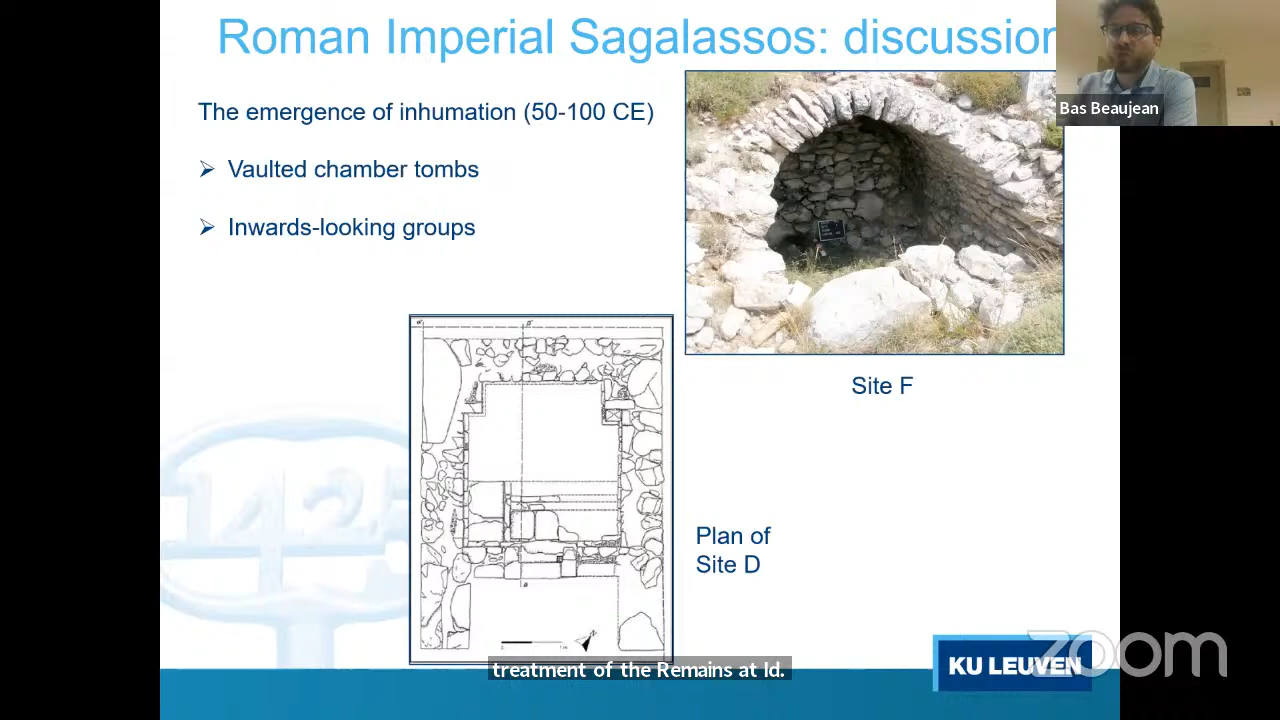 Roman Imperial Sagalassos: discussion
Bas Beaujean
The emergence of inhumation (50-100 CE)
Vaulted chamber tombs
Inwards-looking groups
Site F
Plan of
Site D
1425
treatment of the Remains at Id.
KU LEUVEN
zoom